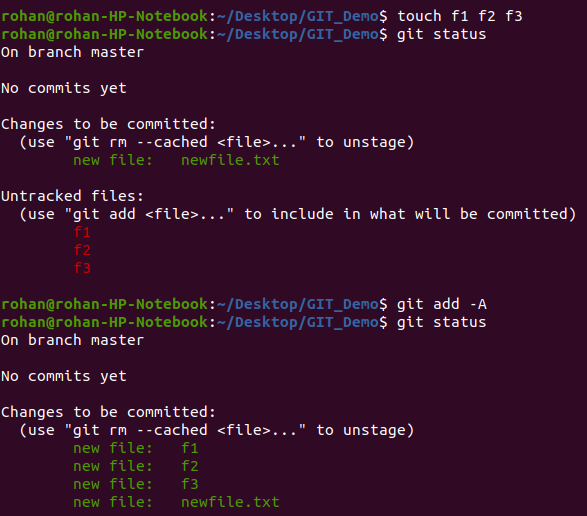 rohan@rohan-HP-Notebook:~/Desktop/GIT_Demo$ touch f1 f2 f3
rohan@rohan-HP-Notebook:~/Desktop/GIT_Demo$ git status
On branch master
No commits yet
Changes to be committed:
  (use "git rm --cached <file>..." to unstage)
        new file:   newfile.txt
Untracked files:
  (use "git add <file>..." to include in what will be committed)
        f1
        f2
        f3
rohan@rohan-HP-Notebook:~/Desktop/GIT_Demo$ git add -A
rohan@rohan-HP-Notebook:~/Desktop/GIT_Demo$ git status
On branch master
No commits yet
Changes to be committed:
  (use "git rm --cached <file>..." to unstage)
        new file:   f1
        new file:   f2
        new file:   f3
        new file:   newfile.txt